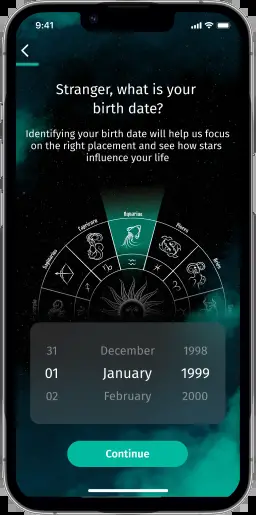 9:41
Stranger, what is your
birth date?
Identifying your birth date will help us focus
on the right placement and see how stars
influence your life
Sagittarius
Capricorn
Aquarius
Pisces
Aries
31 December 1998
01 January 1999
02 February 2000
Continue